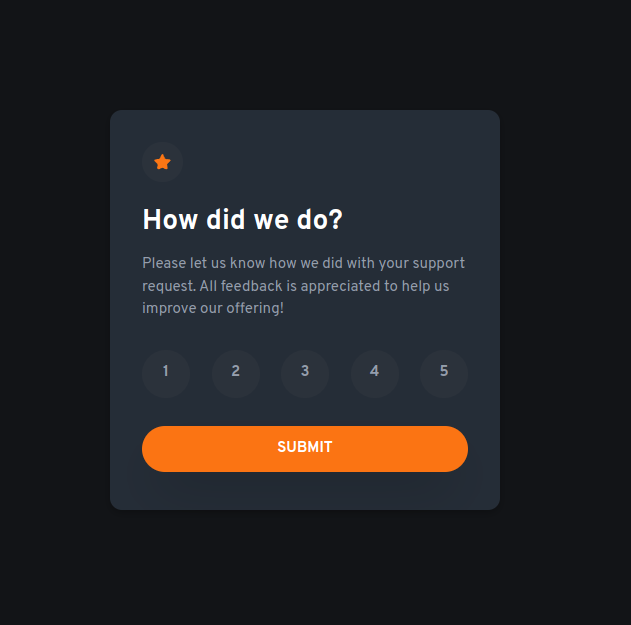 How did we do?
Please let us know how we did with your support
request. All feedback is appreciated to help us
improve our offering!
1 2 3 4 5
SUBMIT